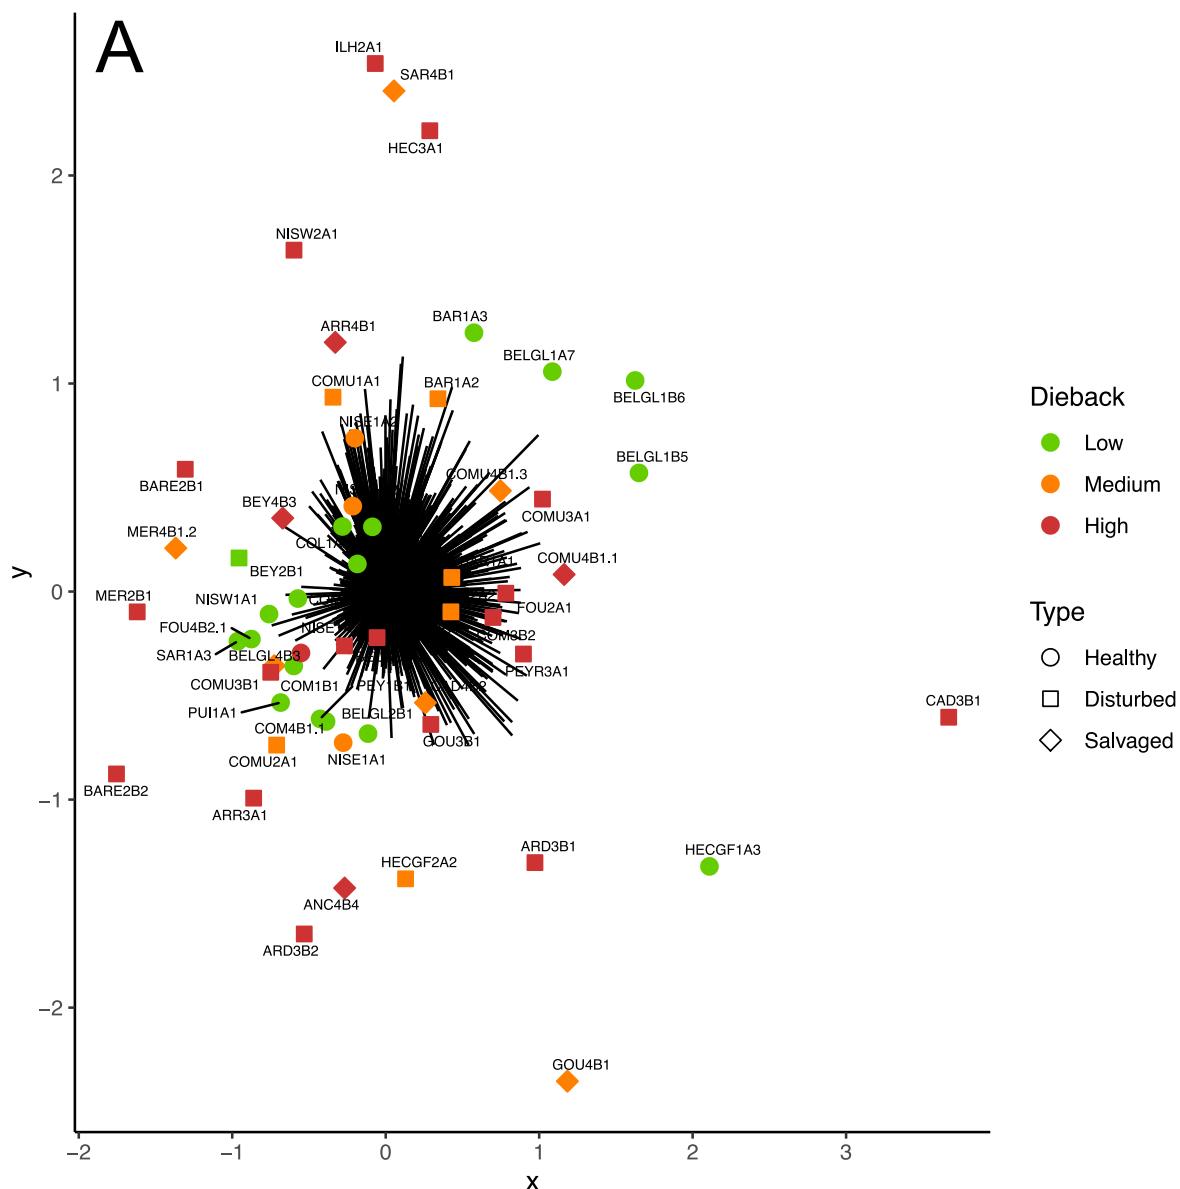 A
ILH2A1
SAR4B1
HEC3A1
2
NISW2A1
BAR1A3
ARR4B1
BELGL1A7
1
COMU1A1
BAR1A2
BELGL1B6
NISE1A2
BELGL1B5
COMU4B1.3
BARE2B1
BEY4B3
COMU3A1
MER4B1.2
COMU4B1.1
BEY2B1
y
0
MER2B1
NISW1A1
FOU2A1
FOU4B2.1
COM3B2
SAR1A3
BELGL4B3
PEYR3A1
COMU3B1
COM1B1
PEY1B1
CAD3B1
PUI1A1
BELGL2B1
COM4B1.1
GOU3B1
COMU2A1
NISE1A1
BARE2B2
−1
ARR3A1
ARD3B1
HECGF1A3
HECGF2A2
ANC4B4
ARD3B2
−2
GOU4B1
−2
−1
0
1
2
3
x
Dieback
Low
Medium
High
Type
Healthy
Disturbed
Salvaged